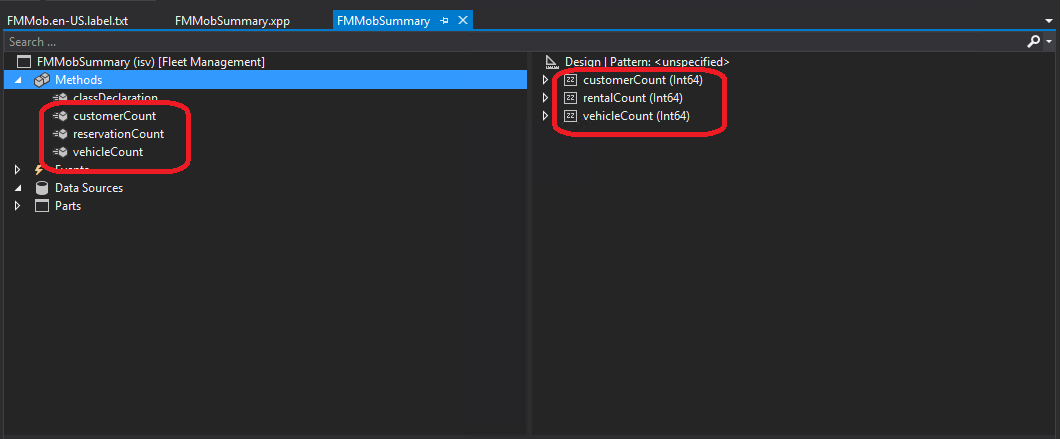 FMMob.en-US.label.txt FMMobSummary.xpp FMMobSummary
Search ...
FMMobSummary (isv) [Fleet Management]
Methods
classDeclaration
customerCount
reservationCount
vehicleCount
Events
Data Sources
Parts
Design | Pattern: <unspecified>
customerCount (Int64)
rentalCount (Int64)
vehicleCount (Int64)